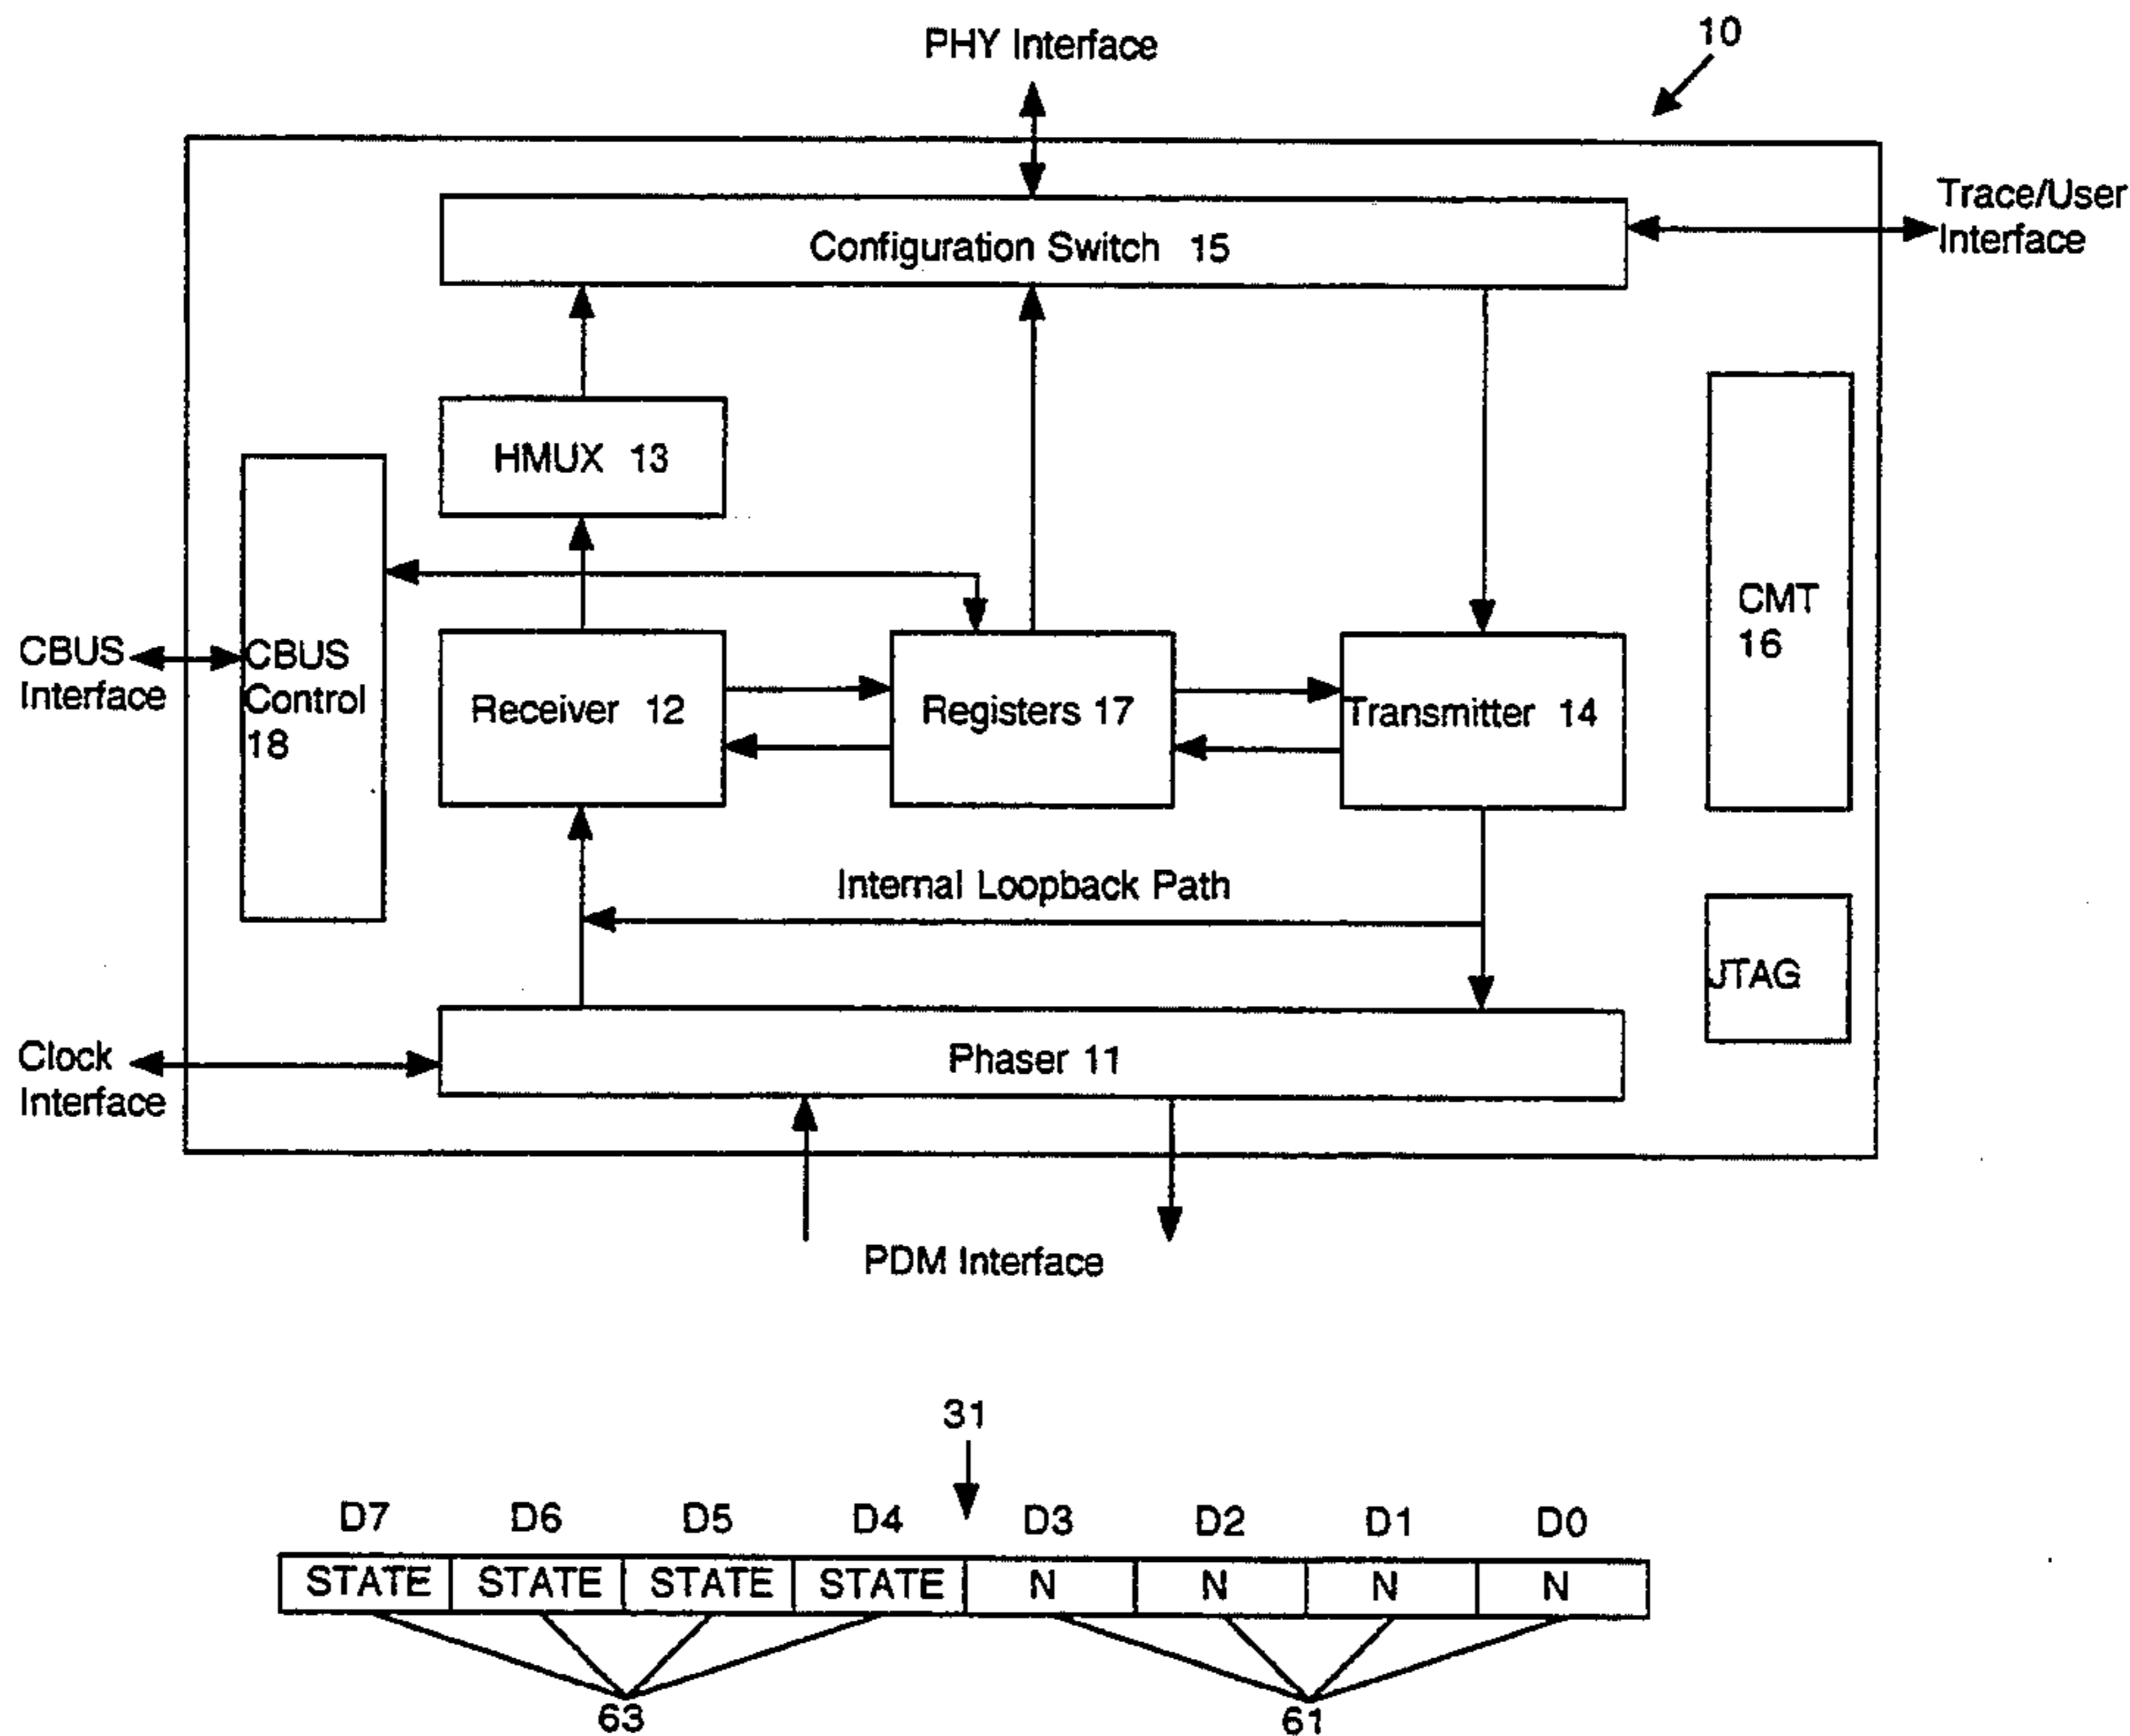 10
PHY Interface
Trace/User
Interface
Configuration Switch 15
HMUX 13
CMT
16
CBUS
Interface
CBUS
Control
18
Receiver 12
Registers 17
Transmitter 14
Internal Loopback Path
JTAG
Clock
Interface
Phaser 11
PDM Interface
31
D7 D6 D5 D4 D3 D2 D1 D0
STATE STATE STATE STATE N N N N
63 61